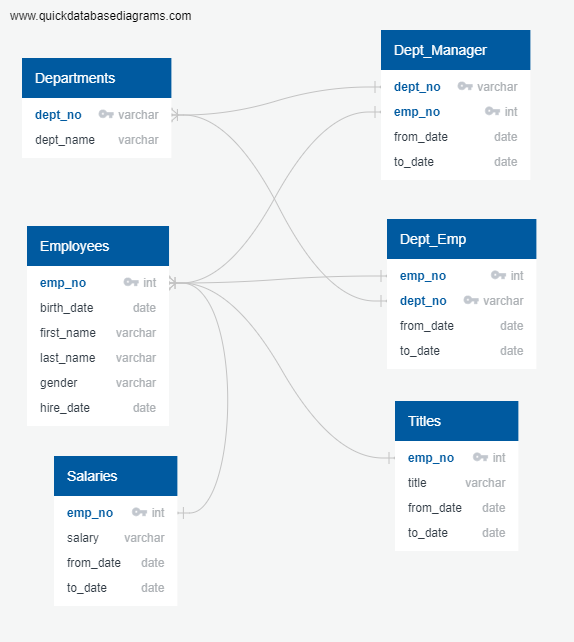 www.quickdatabasediagrams.com
Departments
dept_no varchar
dept_name varchar
Dept_Manager
dept_no varchar
emp_no int
from_date date
to_date date
Employees
emp_no int
birth_date date
first_name varchar
last_name varchar
gender varchar
hire_date date
Dept_Emp
emp_no int
dept_no varchar
from_date date
to_date date
Salaries
emp_no int
salary varchar
from_date date
to_date date
Titles
emp_no int
title varchar
from_date date
to_date date